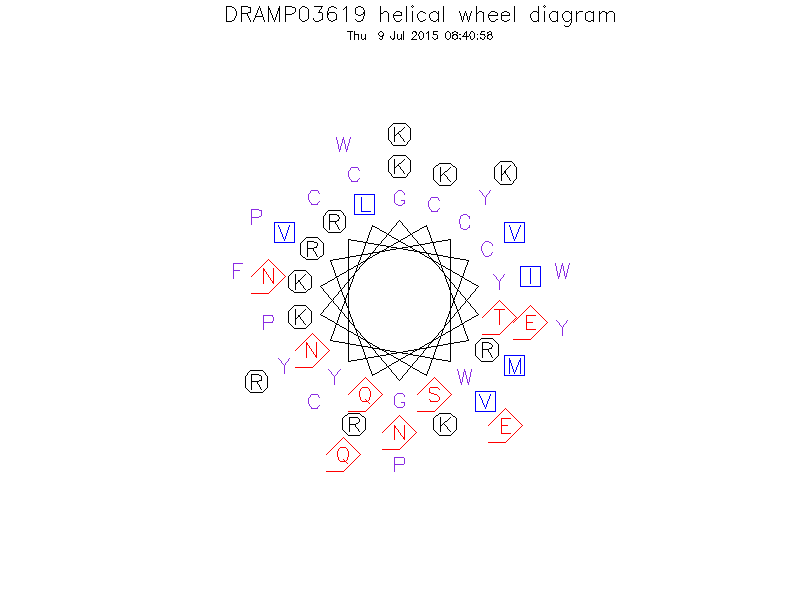 DRAMP03619 helical wheel diagram
Thu 9 Jul 2015 08:40:58
K
W
K
C K K
C G Y
L C
P R C
V V
R C
F N I W
K Y
P K T E Y
N R
Y M
R Y W
Q S
C G V
R K E
N
Q
P